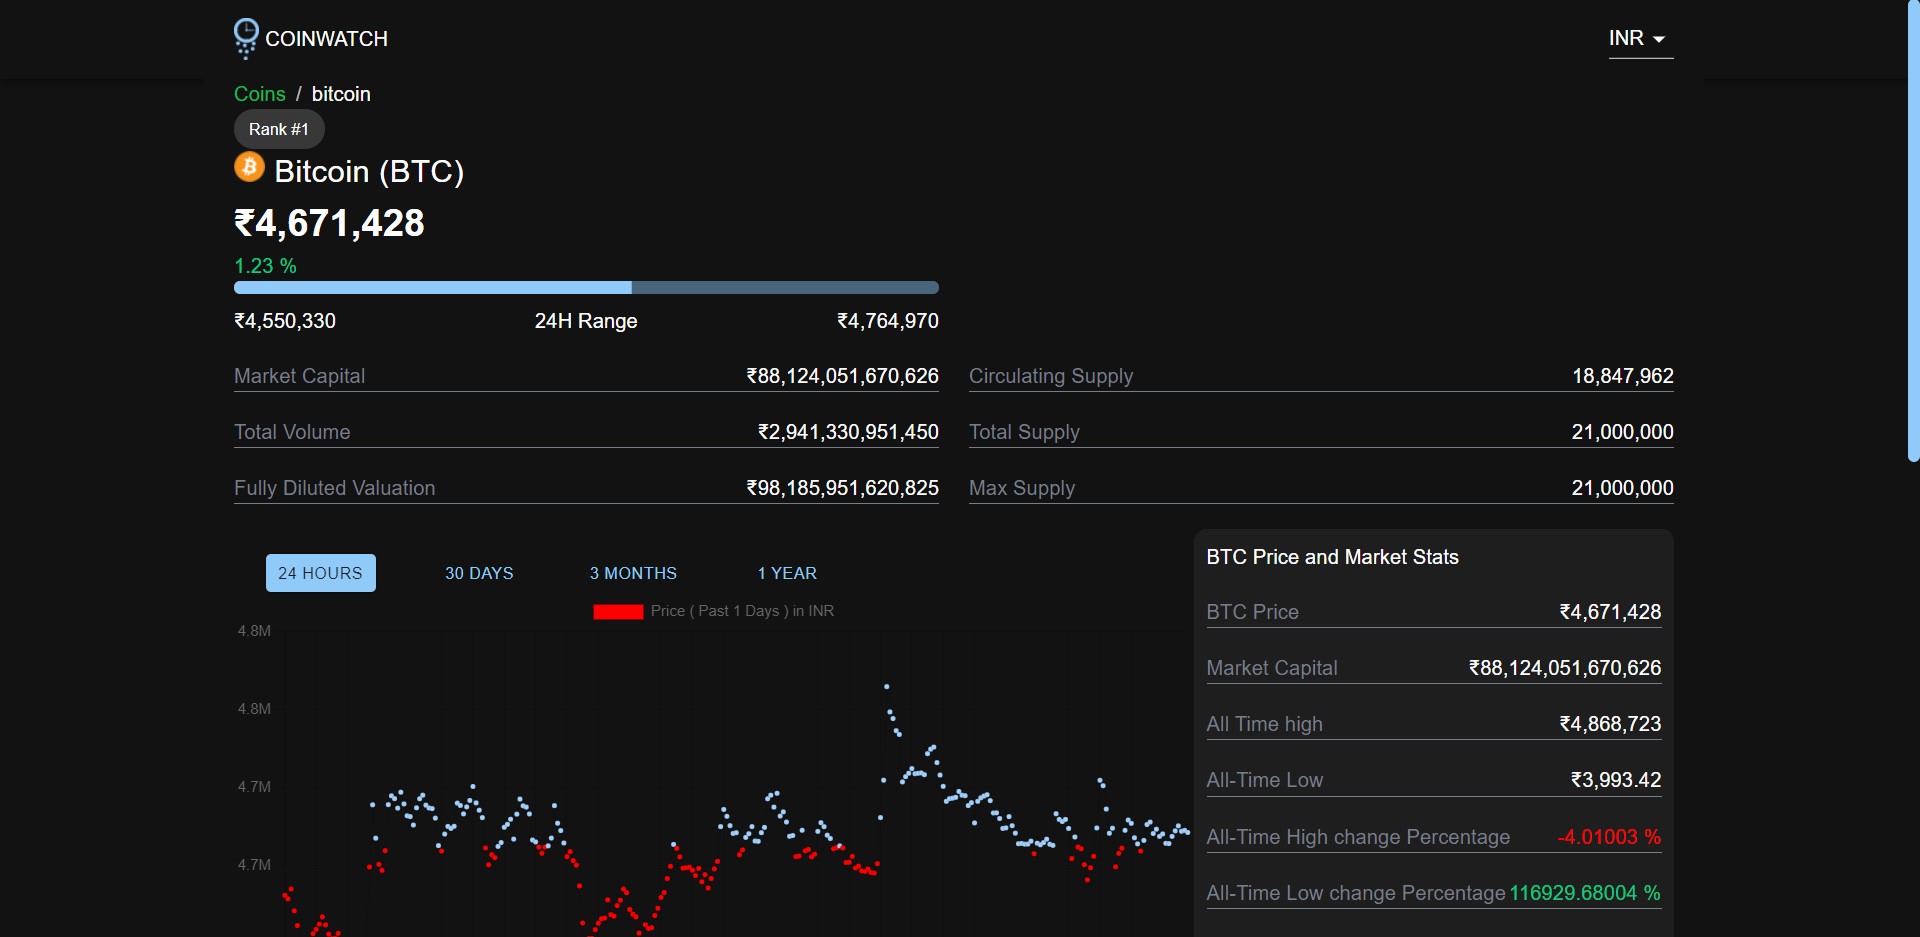 COINWATCH
INR
Coins / bitcoin
Rank #1
Bitcoin (BTC)
₹4,671,428
1.23 %
₹4,550,330 24H Range ₹4,764,970
Market Capital ₹88,124,051,670,626
Circulating Supply 18,847,962
Total Volume ₹2,941,330,951,450
Total Supply 21,000,000
Fully Diluted Valuation ₹98,185,951,620,825
Max Supply 21,000,000
24 HOURS 30 DAYS 3 MONTHS 1 YEAR
Price ( Past 1 Days ) in INR
4.8M
4.8M
4.7M
4.7M
BTC Price and Market Stats
BTC Price ₹4,671,428
Market Capital ₹88,124,051,670,626
All Time high ₹4,868,723
All-Time Low ₹3,993.42
All-Time High change Percentage -4.01003 %
All-Time Low change Percentage 116929.68004 %